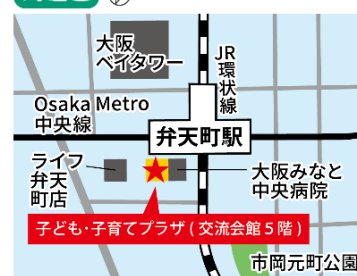 大阪
ベイタワー
JR
環
状
線
Osaka Metro
中央線
弁天町駅
ライフ
弁天
町店
大阪みなと
中央病院
子ども・子育てプラザ(交流会館5階)
市岡元町公園